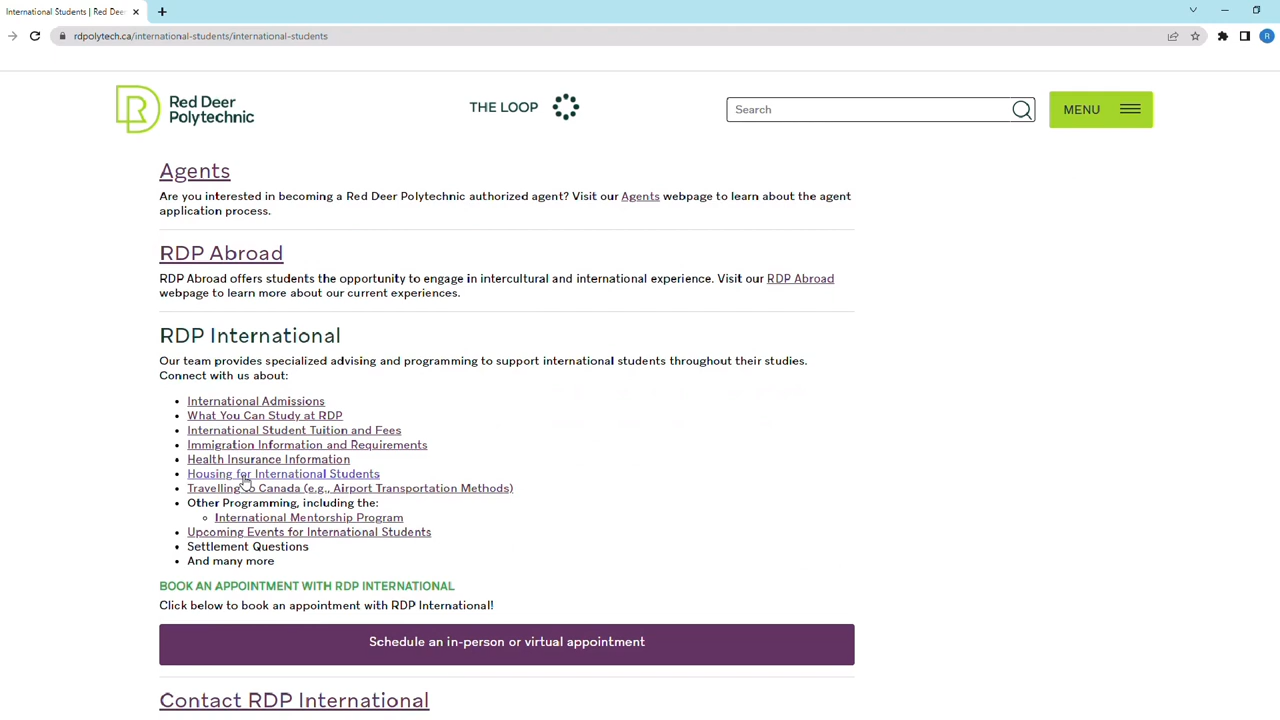 International Students | Red Dee
rdpolytech.ca/international-students/international-students
R
Red Deer
Polytechnic
THE LOOP
Search
MENU
Agents
Are you interested in becoming a Red Deer Polytechnic authorized agent? Visit our Agents webpage to learn about the agent
application process.
RDP Abroad
RDP Abroad offers students the opportunity to engage in intercultural and international experience. Visit our RDP Abroad
webpage to learn more about our current experiences.
RDP International
Our team provides specialized advising and programming to support international students throughout their studies.
Connect with us about:
International Admissions
What You Can Study at RDP
International Student Tuition and Fees
Immigration Information and Requirements
Health Insurance Information
Housing for International Students
Travelling to Canada (e.g., Airport Transportation Methods)
Other Programming, including the:
International Mentorship Program
Upcoming Events for International Students
Settlement Questions
And many more
BOOK AN APPOINTMENT WITH RDP INTERNATIONAL
Click below to book an appointment with RDP International!
Schedule an in-person or virtual appointment
Contact RDP International